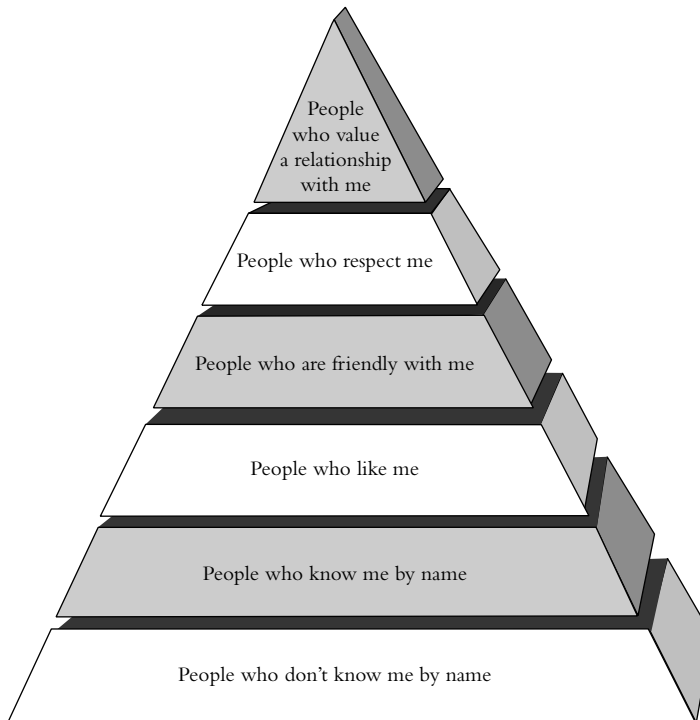 People
who value
a relationship
with me
People who respect me
People who are friendly with me
People who like me
People who know me by name
People who don’t know me by name